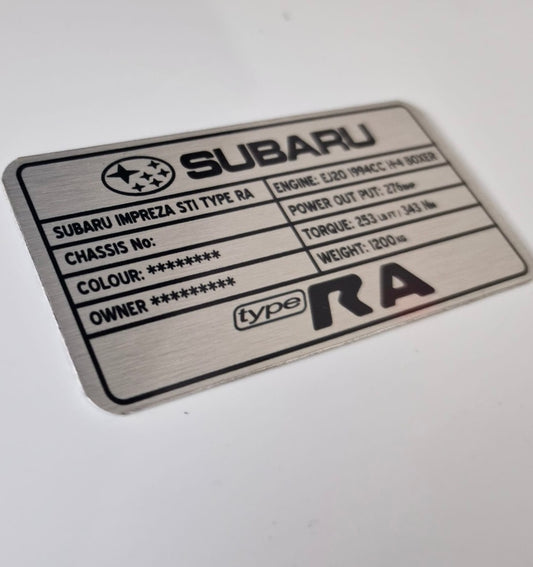 SUBARU
SUBARU IMPREZA STI TYPE RA
CHASSIS No:
COLOUR: ********
OWNER *********
ENGINE: EJ20 1994CC H4 BOXER
POWER OUT PUT: 276BHP
TORQUE: 253 LB FT / 343 NM
WEIGHT: 1200KG
type RA